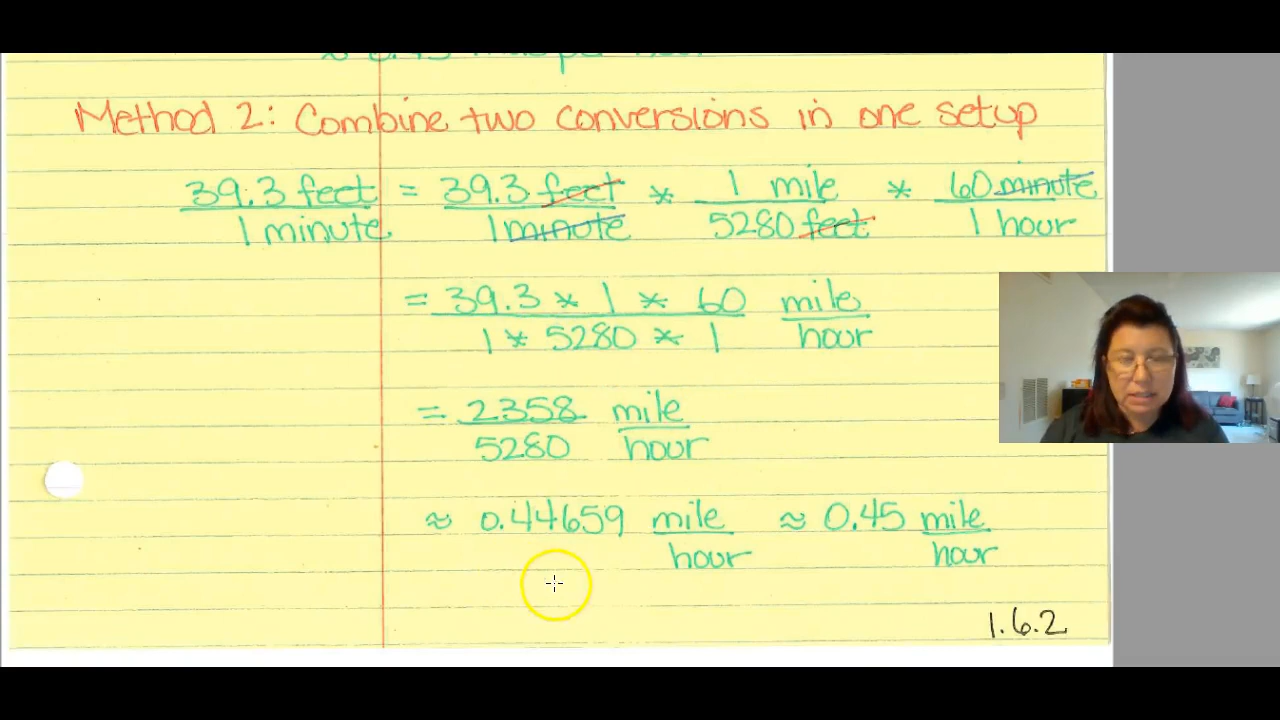 ≈ 0.45
Method 2: Combine two conversions in one setup
39.3 feet = 39.3 feet * 1 mile * 60 minute
1 minute 1 minute 5280 feet 1 hour
= 39.3 * 1 * 60 mile
1 * 5280 * 1 hour
= 2358 mile
5280 hour
≈ 0.44659 mile ≈ 0.45 mile
hour hour
1.6.2